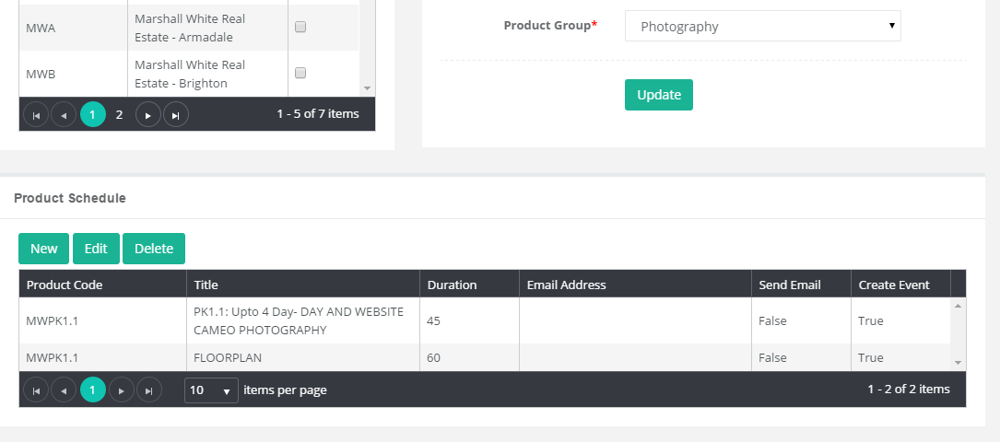 MWA
Marshall White Real
Estate - Armadale
MWB
Marshall White Real
Estate - Brighton
1 2
1 - 5 of 7 items
Product Group*
Photography
Update
Product Schedule
New Edit Delete
Product Code Title Duration Email Address Send Email Create Event
MWPK1.1
PK1.1: Upto 4 Day- DAY AND WEBSITE
CAMEO PHOTOGRAPHY
45 False True
MWPK1.1 FLOORPLAN 60 False True
1 10 items per page 1 - 2 of 2 items